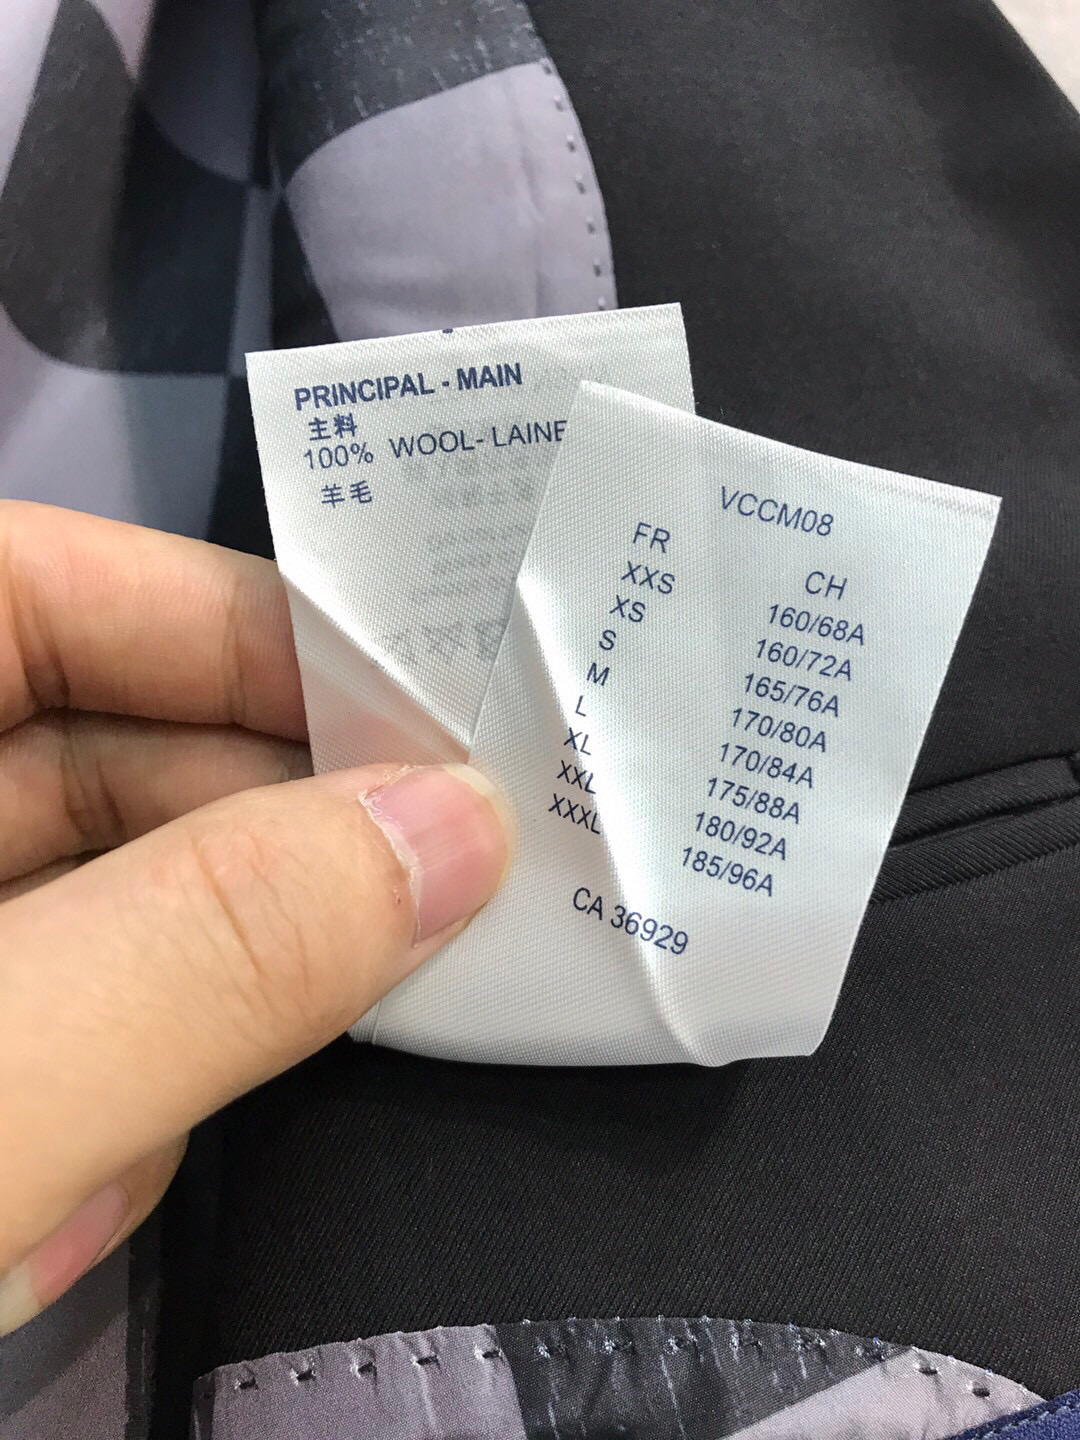 PRINCIPAL - MAIN
主料
100% WOOL- LAINE
羊毛
VCCM08
FR CH
XXS 160/68A
XS 160/72A
S 165/76A
M 170/80A
L 170/84A
XL 175/88A
XXL 180/92A
XXXL 185/96A
CA 36929